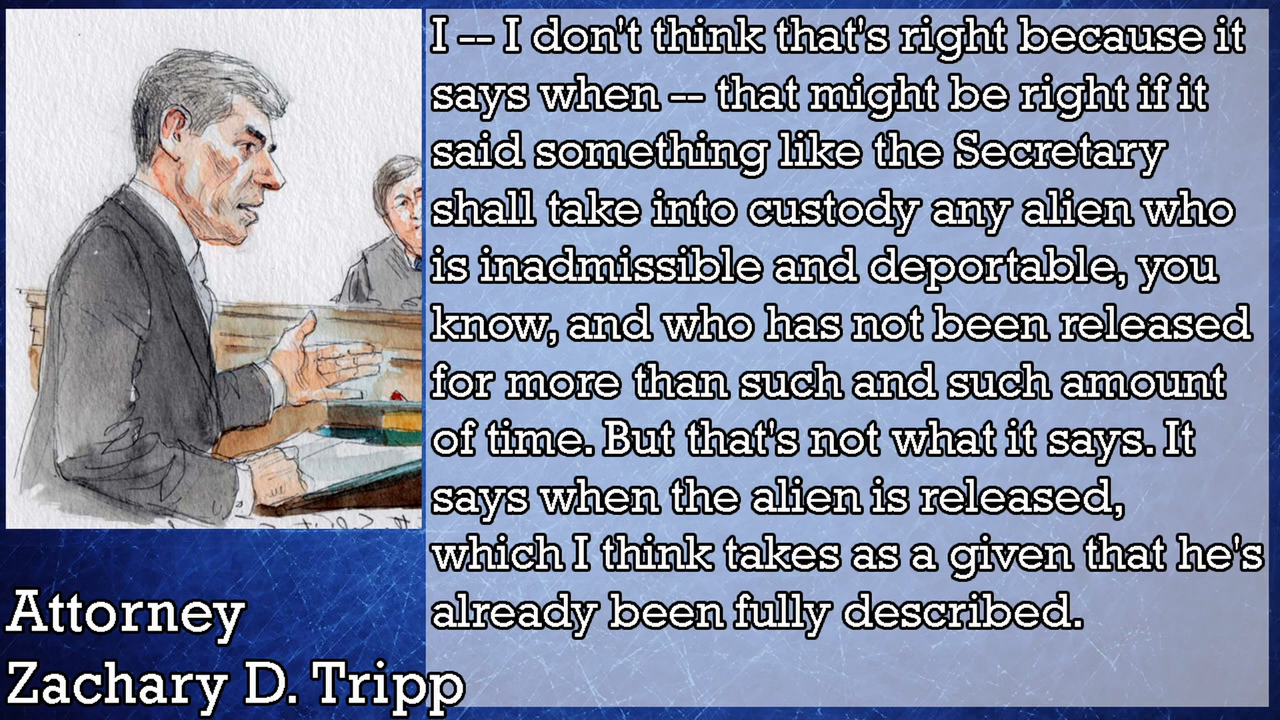 I -- I don't think that's right because it
says when -- that might be right if it
said something like the Secretary
shall take into custody any alien who
is inadmissible and deportable, you
know, and who has not been released
for more than such and such amount
of time. But that's not what it says. It
says when the alien is released,
which I think takes as a given that he's
already been fully described.
Attorney
Zachary D. Tripp